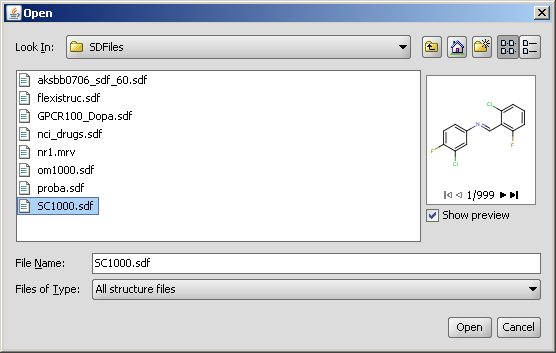 Open
Look In: SDFiles
aksbb0706_sdf_60.sdf
flexistruc.sdf
GPCR100_Dopa.sdf
nci_drugs.sdf
nr1.mrv
om1000.sdf
proba.sdf
SC1000.sdf
Cl
N
F
Cl
F
1/999
Show preview
File Name: SC1000.sdf
Files of Type: All structure files
Open Cancel